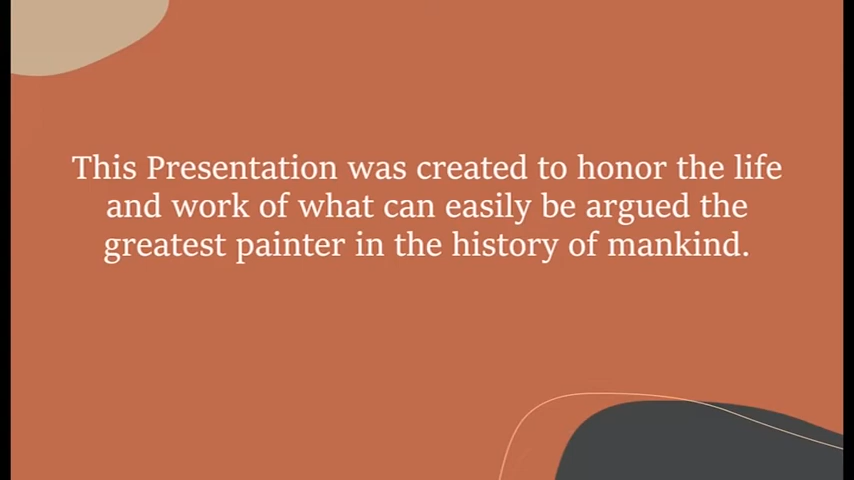 This Presentation was created to honor the life
and work of what can easily be argued the
greatest painter in the history of mankind.